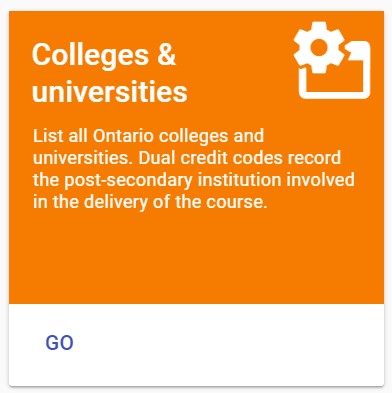 Colleges &
universities
List all Ontario colleges and
universities. Dual credit codes record
the post-secondary institution involved
in the delivery of the course.
GO